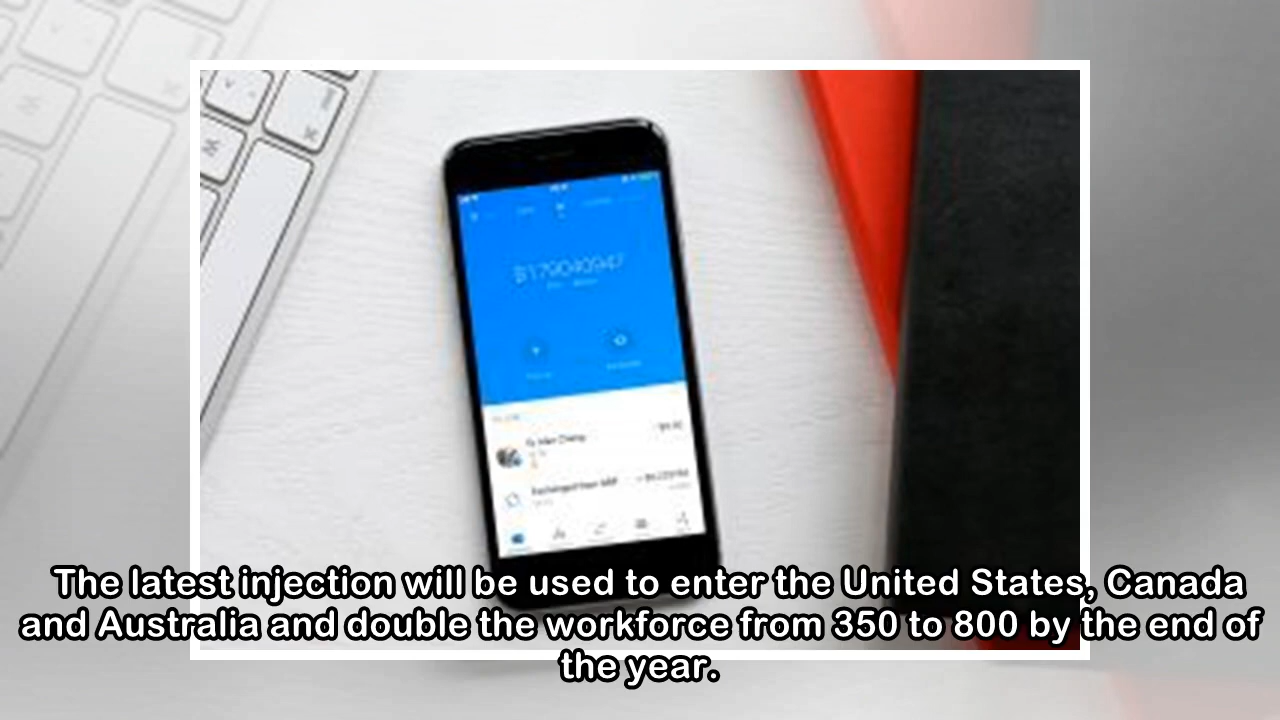 The latest injection will be used to enter the United States, Canada
and Australia and double the workforce from 350 to 800 by the end of
the year.